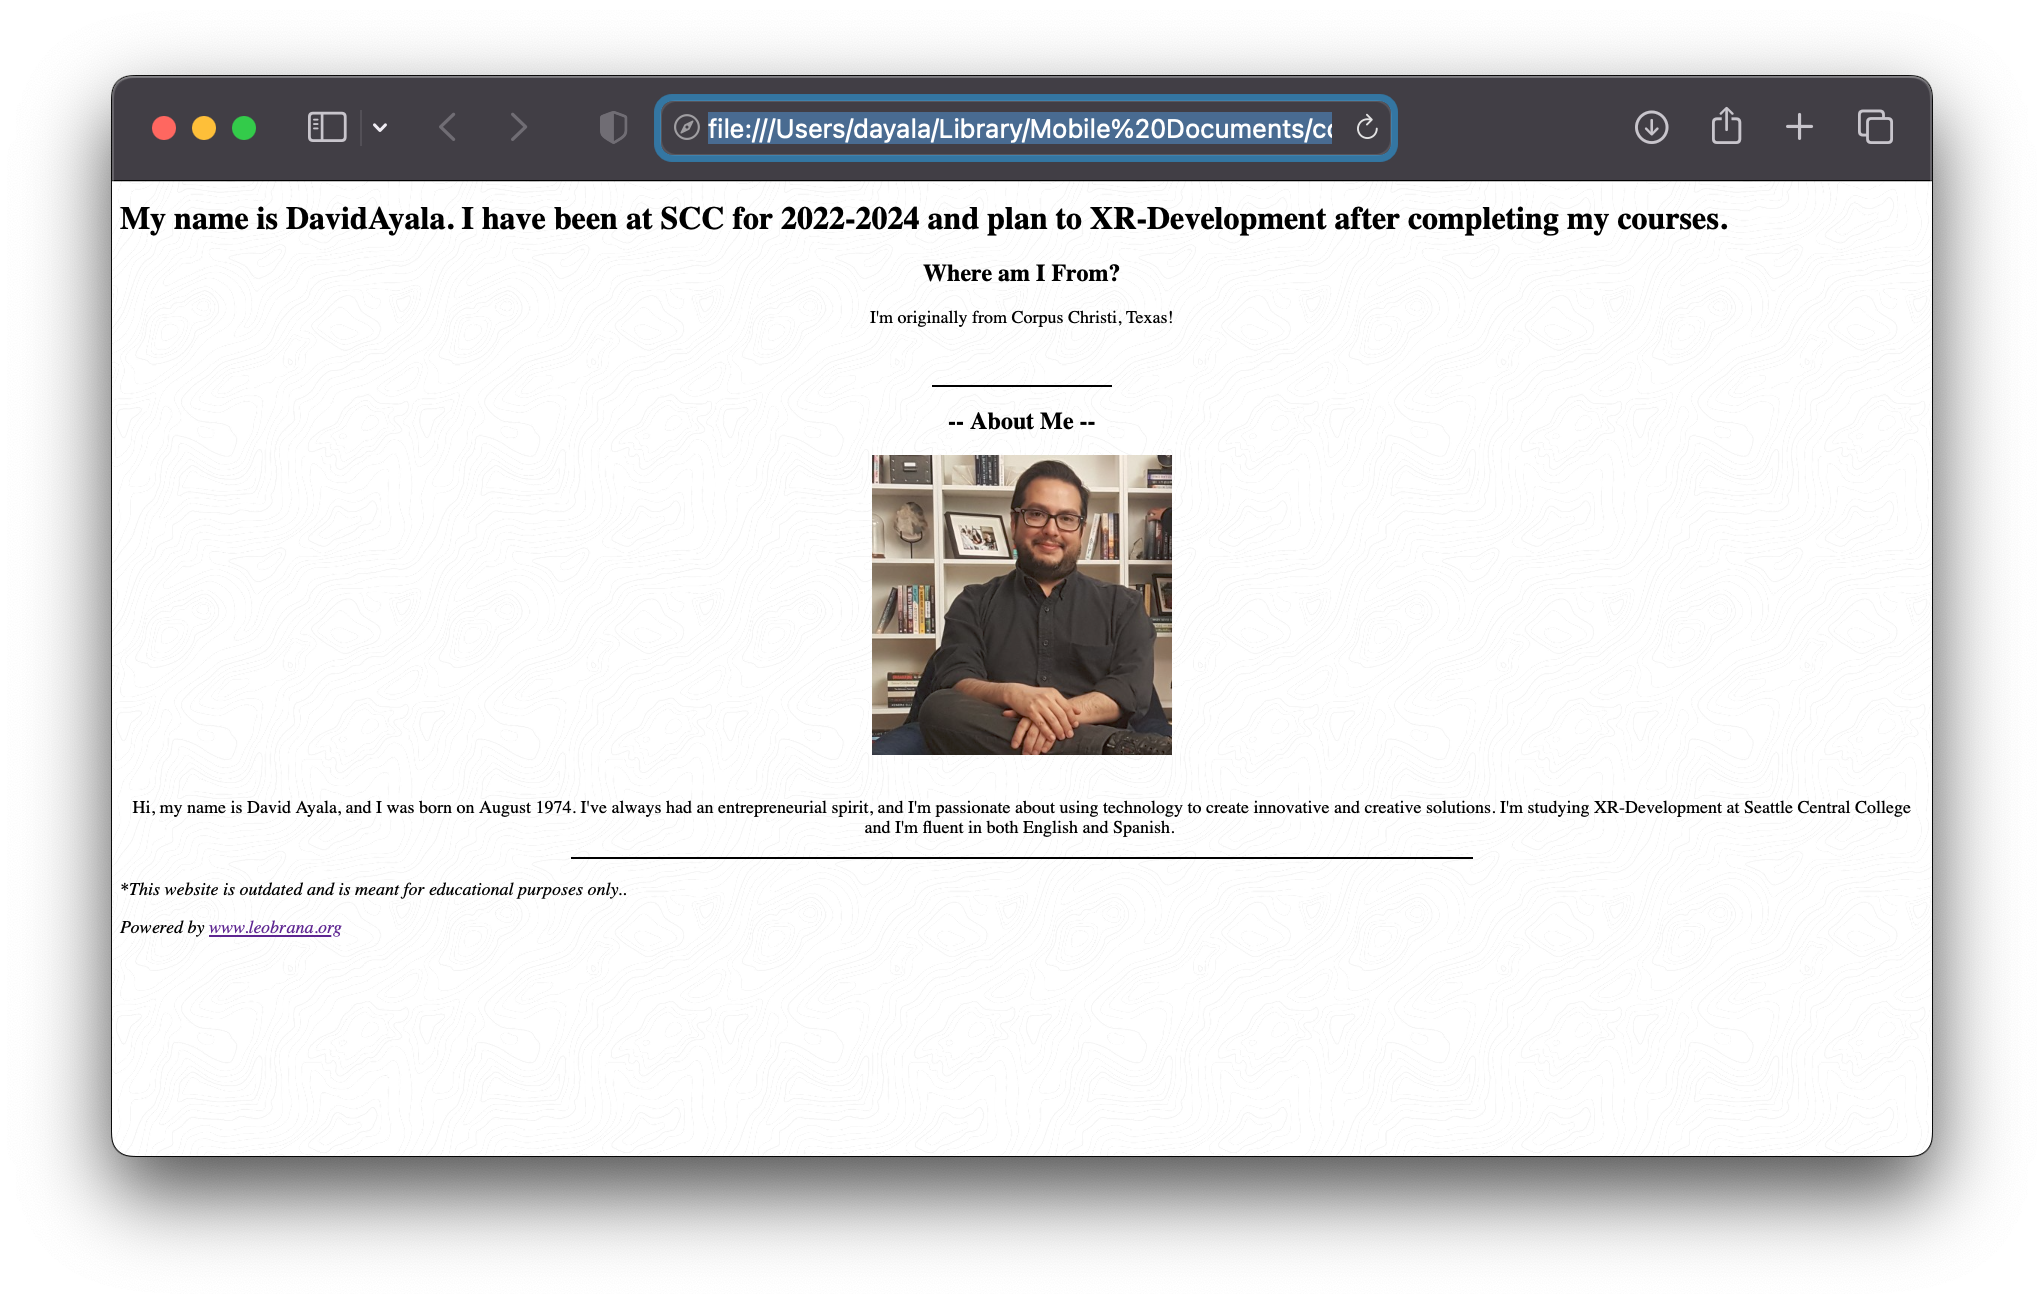 file:///Users/dayala/Library/Mobile%20Documents/co
My name is DavidAyala. I have been at SCC for 2022-2024 and plan to XR-Development after completing my courses.
Where am I From?
I'm originally from Corpus Christi, Texas!
-- About Me --
Hi, my name is David Ayala, and I was born on August 1974. I've always had an entrepreneurial spirit, and I'm passionate about using technology to create innovative and creative solutions. I'm studying XR-Development at Seattle Central College
and I'm fluent in both English and Spanish.
*This website is outdated and is meant for educational purposes only..
Powered by www.leobrana.org